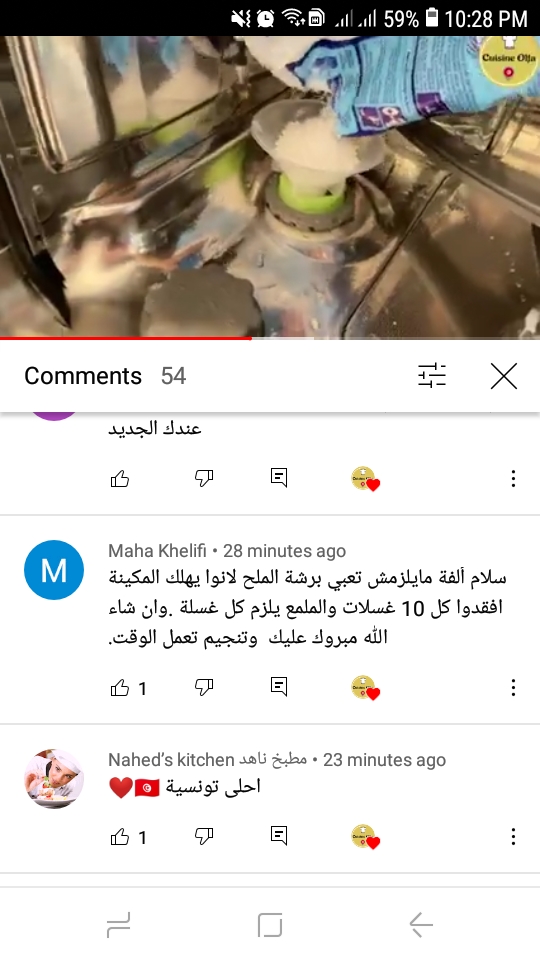 59% 10:28 PM
Cuisine Olfa
Comments 54
عندك الجديد
M
Maha Khelifi • 28 minutes ago
سلام ألفة مايلزمش تعبي برشة الملح لانوا يهلك المكينة
افقدوا كل 10 غسلات والملمع يلزم كل غسلة .وان شاء
الله مبروك عليك وتنجيم تعمل الوقت.
1
Nahed’s kitchen مطبخ ناهد • 23 minutes ago
احلى تونسية 🇹🇳❤️
1